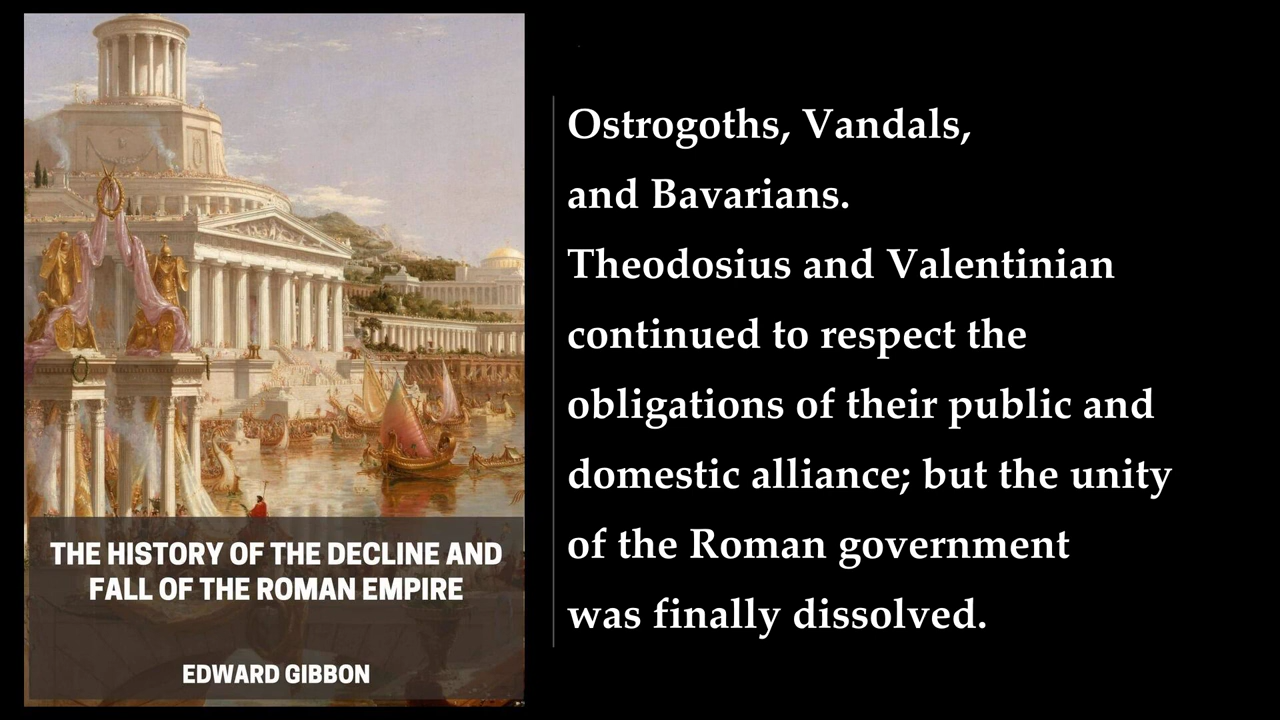 THE HISTORY OF THE DECLINE AND
FALL OF THE ROMAN EMPIRE
EDWARD GIBBON
Ostrogoths, Vandals,
and Bavarians.
Theodosius and Valentinian
continued to respect the
obligations of their public and
domestic alliance; but the unity
of the Roman government
was finally dissolved.